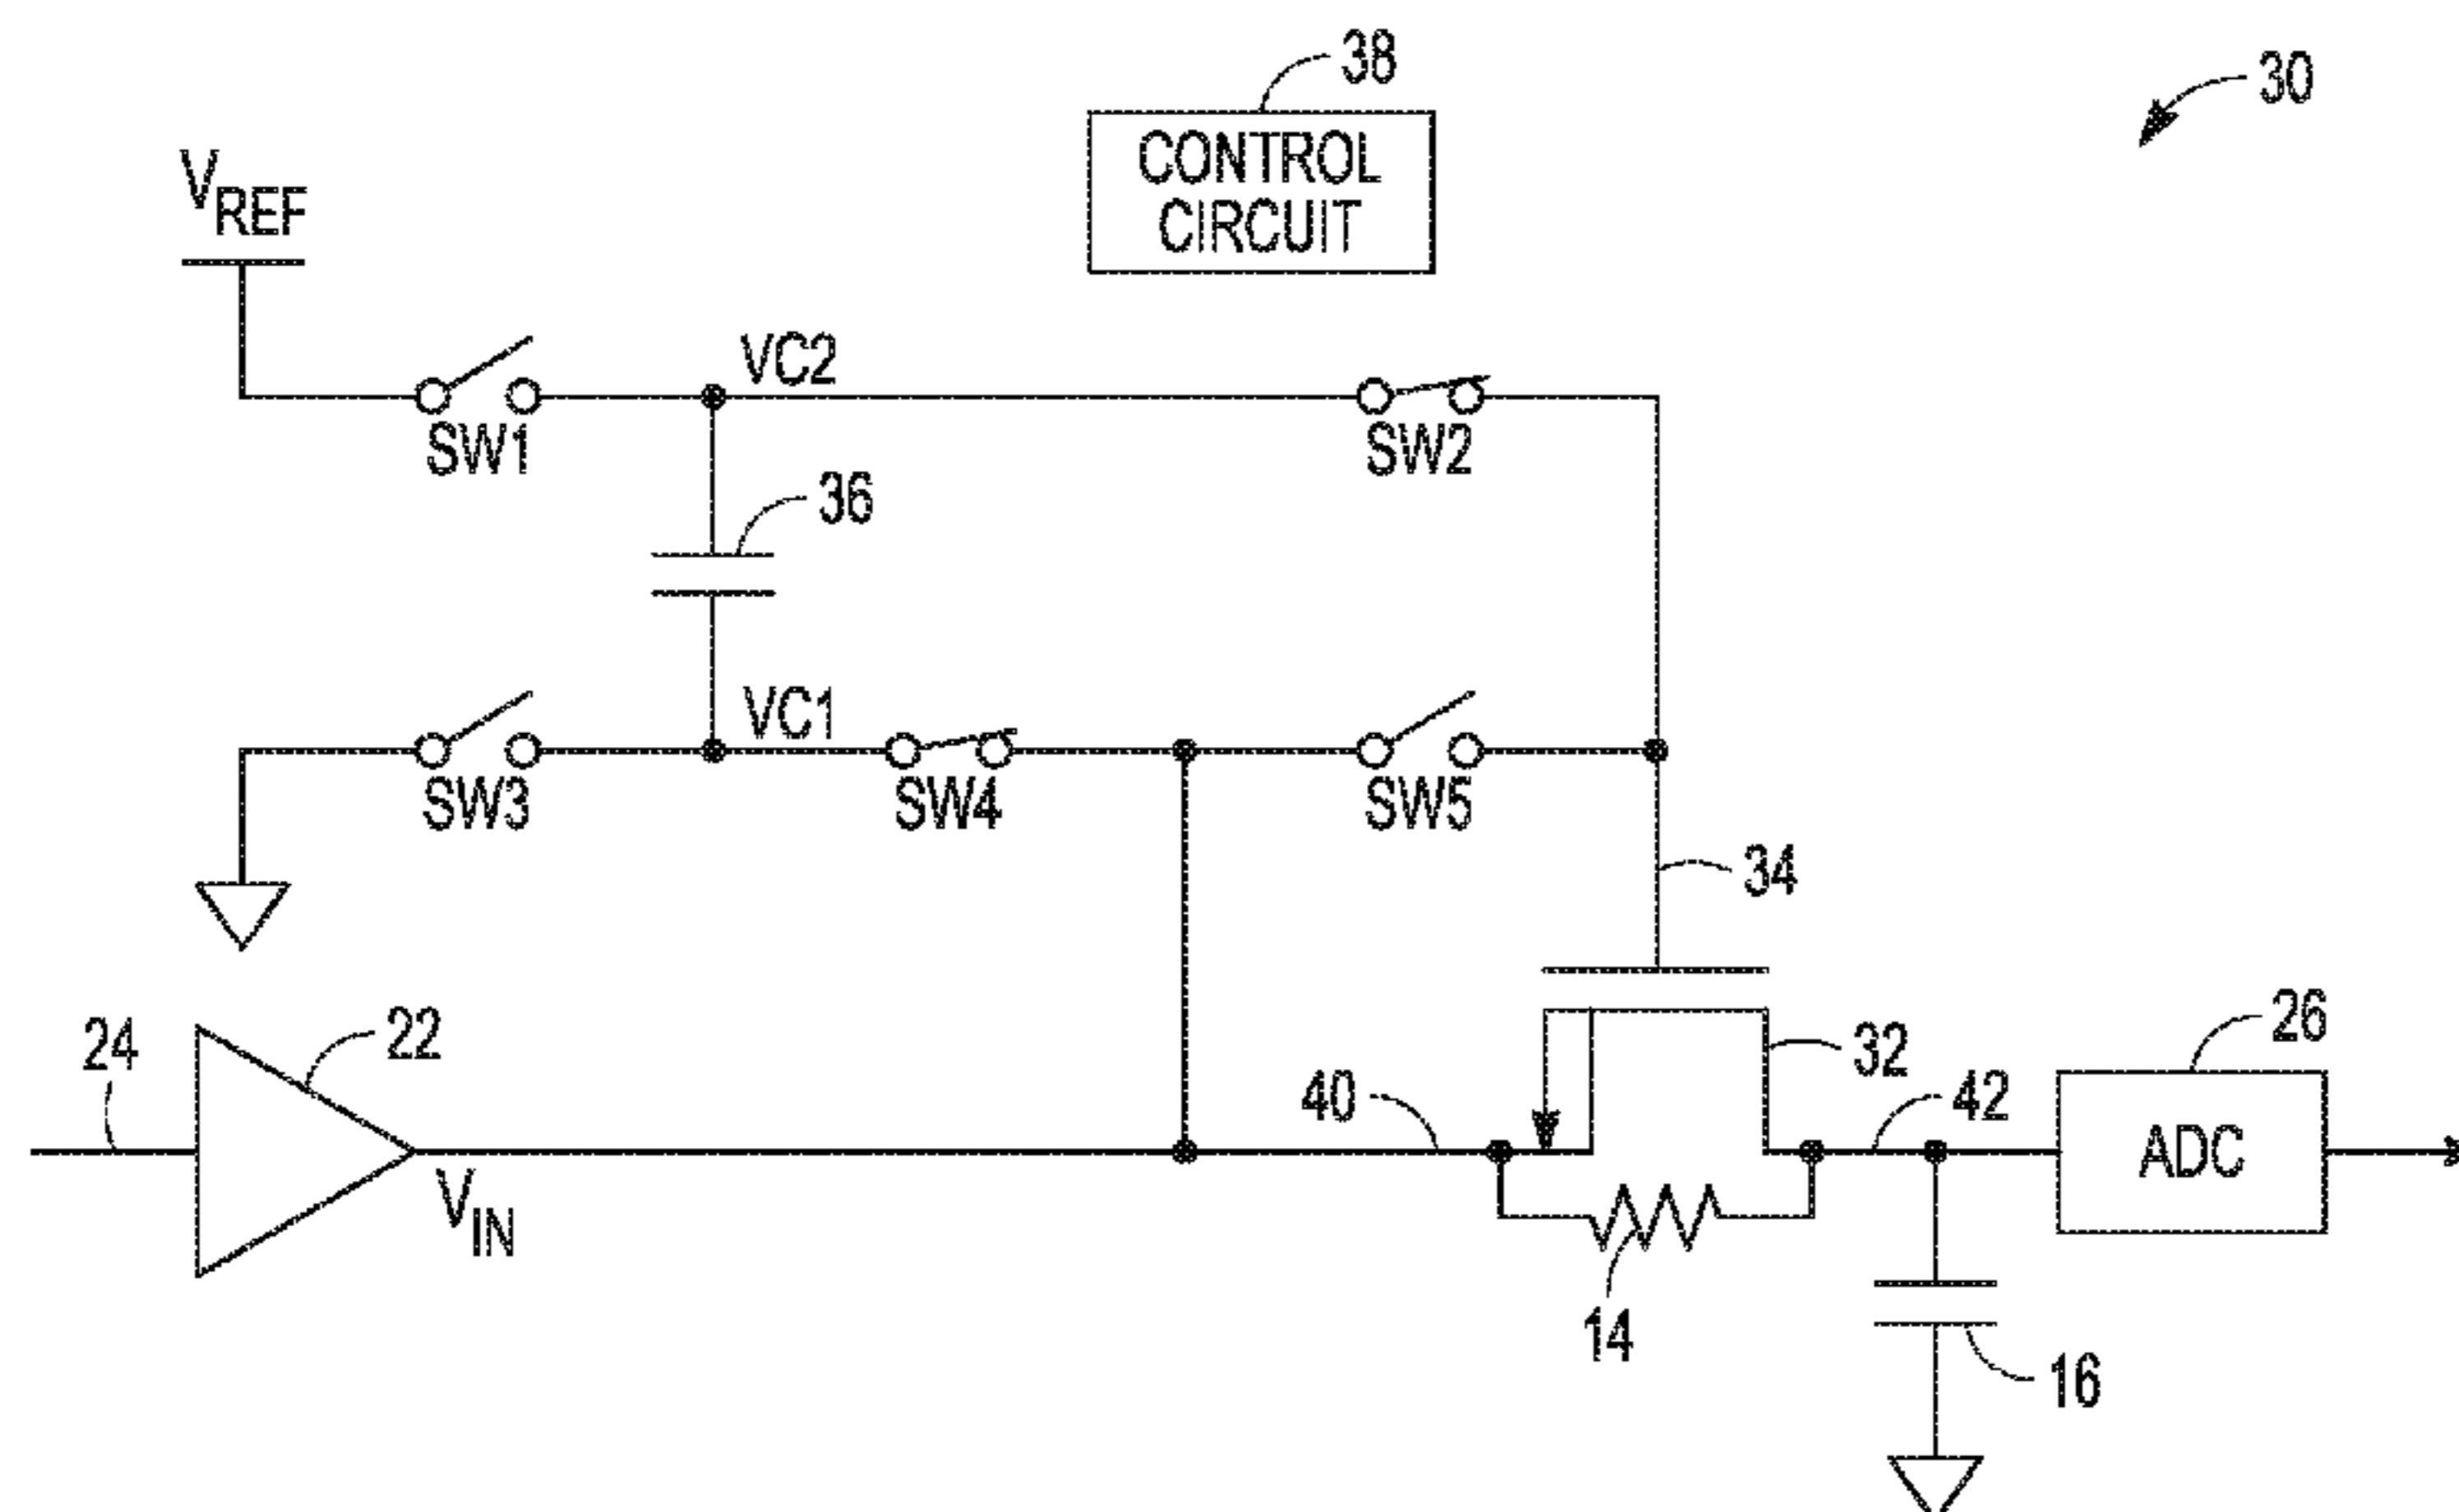 38
30
CONTROL
CIRCUIT
VREF
VC2
SW1
SW2
36
VC1
SW3
SW4
SW5
34
24
22
32
26
40
42
ADC
VIN
14
16